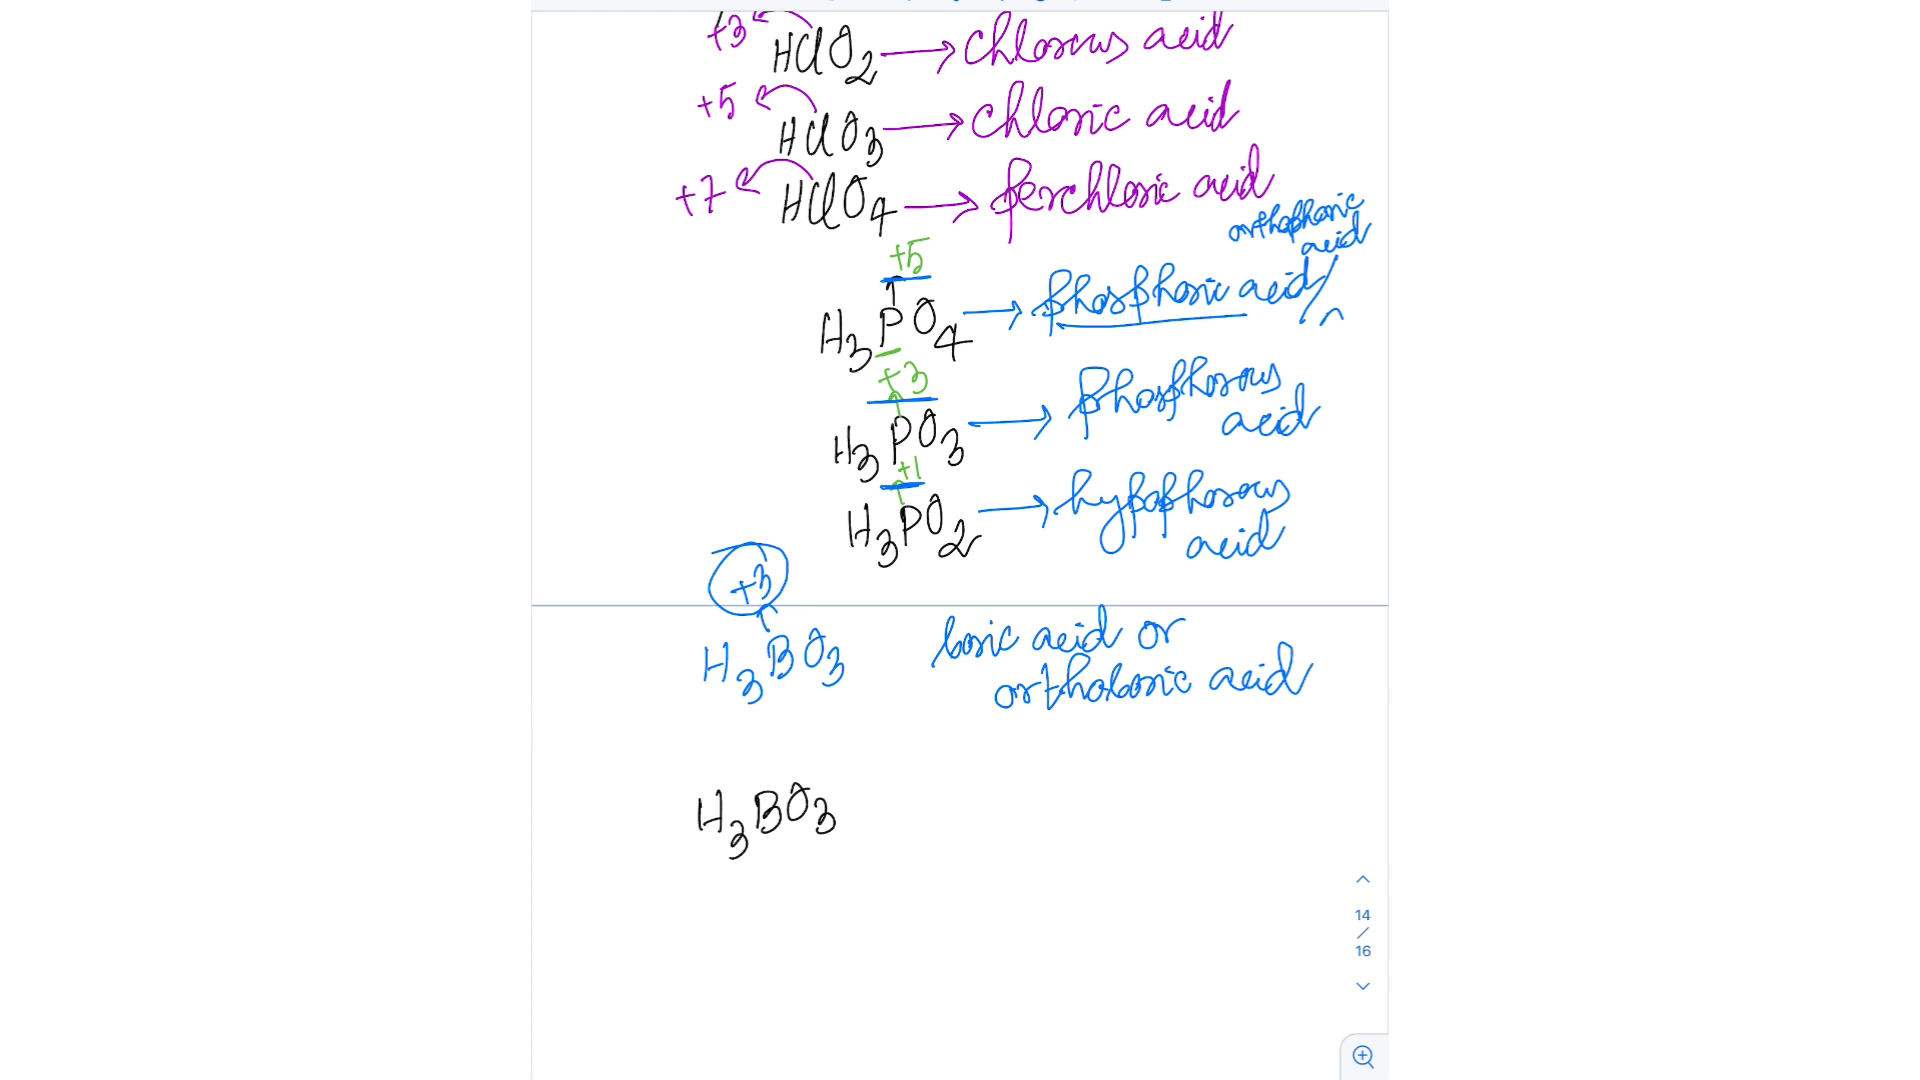 +3 HClO2 → chlorous acid
+5 HClO3 → chloric acid
+7 HClO4 → perchloric acid
orthophoric
acid
+5
H3PO4 → phosphoric acid/
+3
H3PO3 → phosphorous
acid
+1
H3PO2 → hypophorous
acid
+3
H3BO3 boric acid or
orthoboric acid
H3BO3
14
/
16